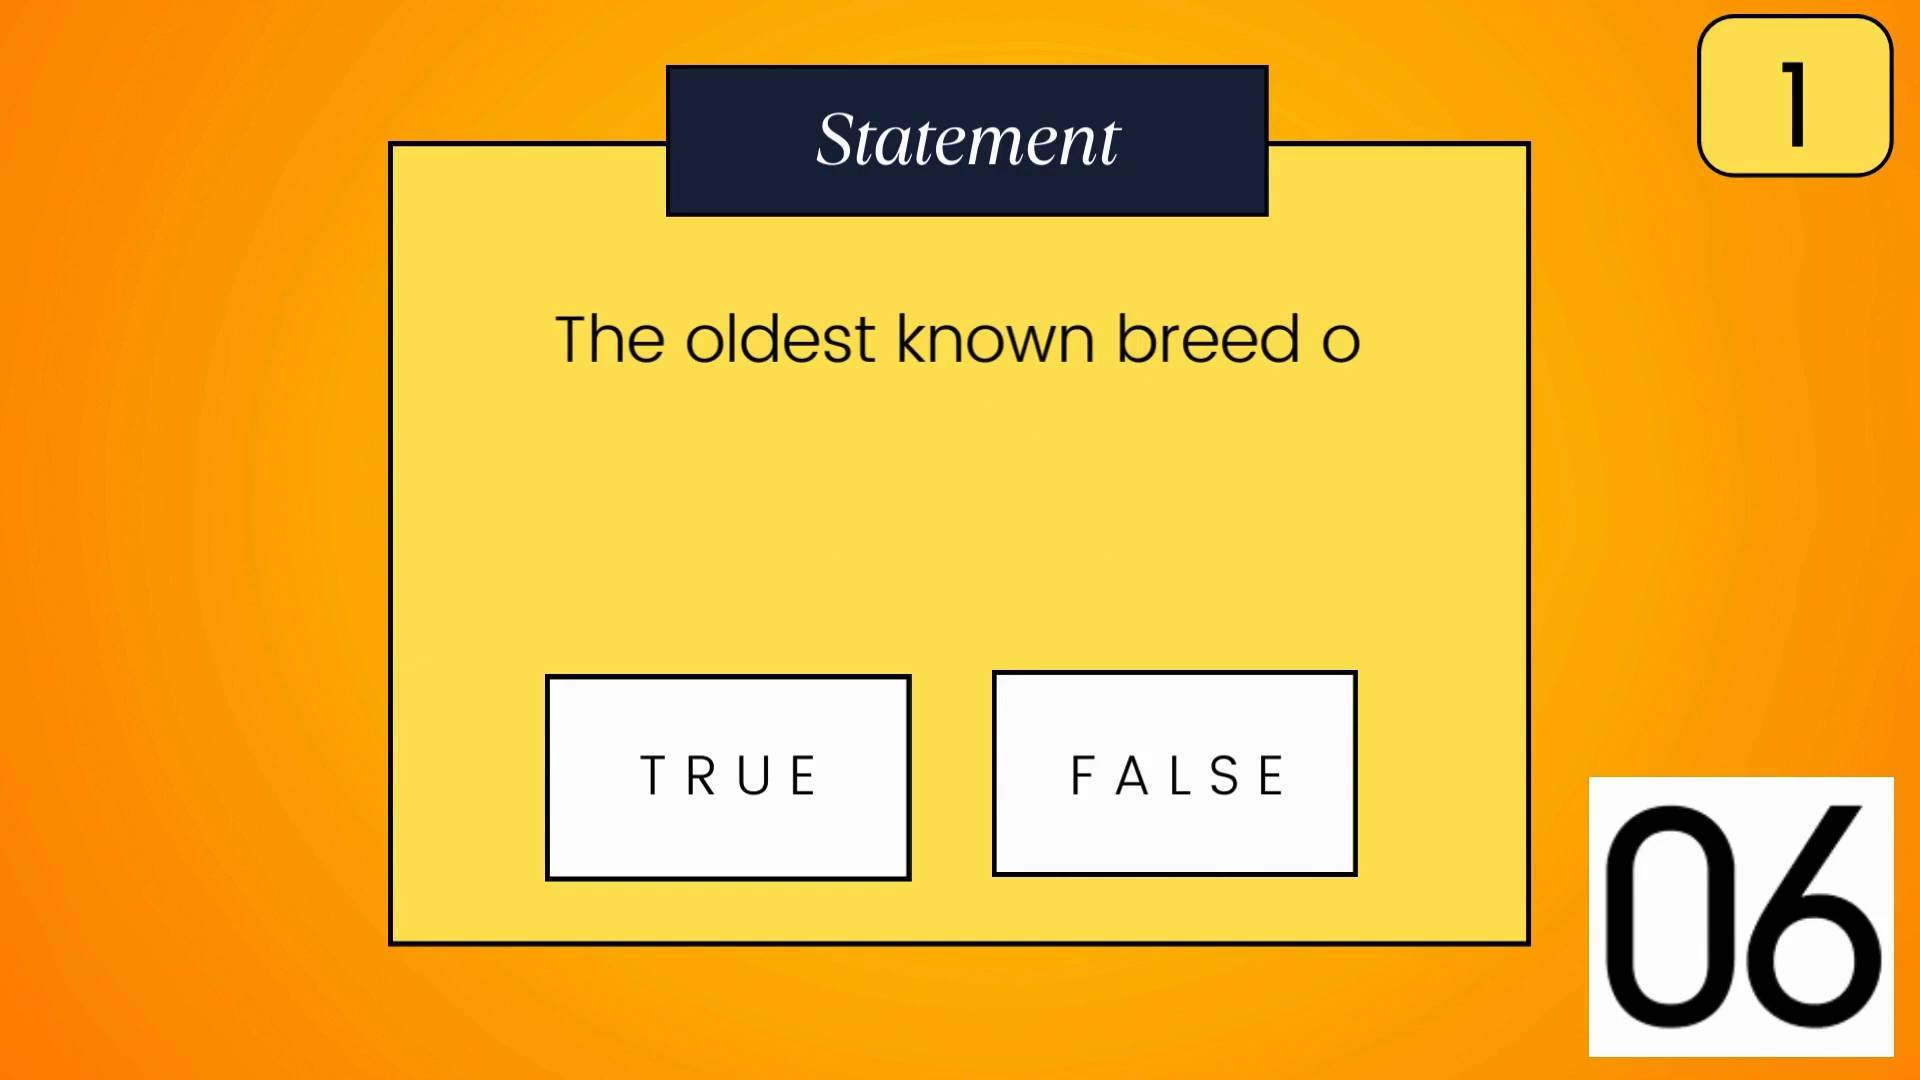 1
Statement
The oldest known breed o
TRUE
FALSE
06